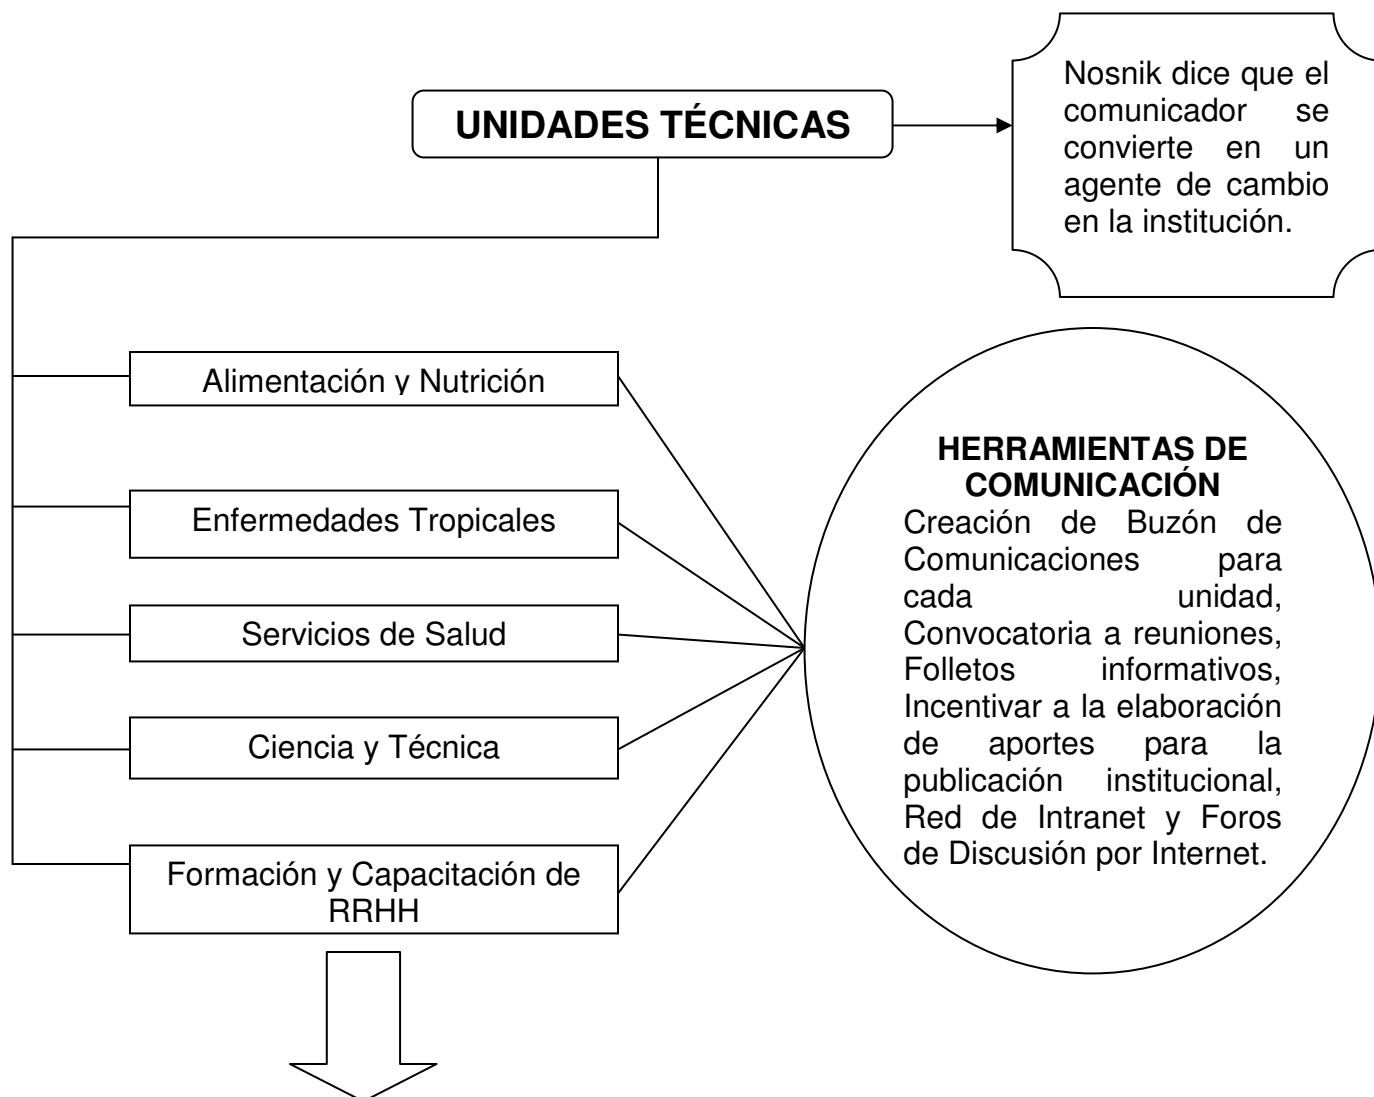 UNIDADES TÉCNICAS
Nosnik dice que el
comunicador se
convierte en un
agente de cambio
en la institución.
Alimentación y Nutrición
Enfermedades Tropicales
Servicios de Salud
Ciencia y Técnica
Formación y Capacitación de
RRHH
HERRAMIENTAS DE
COMUNICACIÓN
Creación de Buzón de
Comunicaciones para
cada unidad,
Convocatoria a reuniones,
Folletos informativos,
Incentivar a la elaboración
de aportes para la
publicación institucional,
Red de Intranet y Foros
de Discusión por Internet.